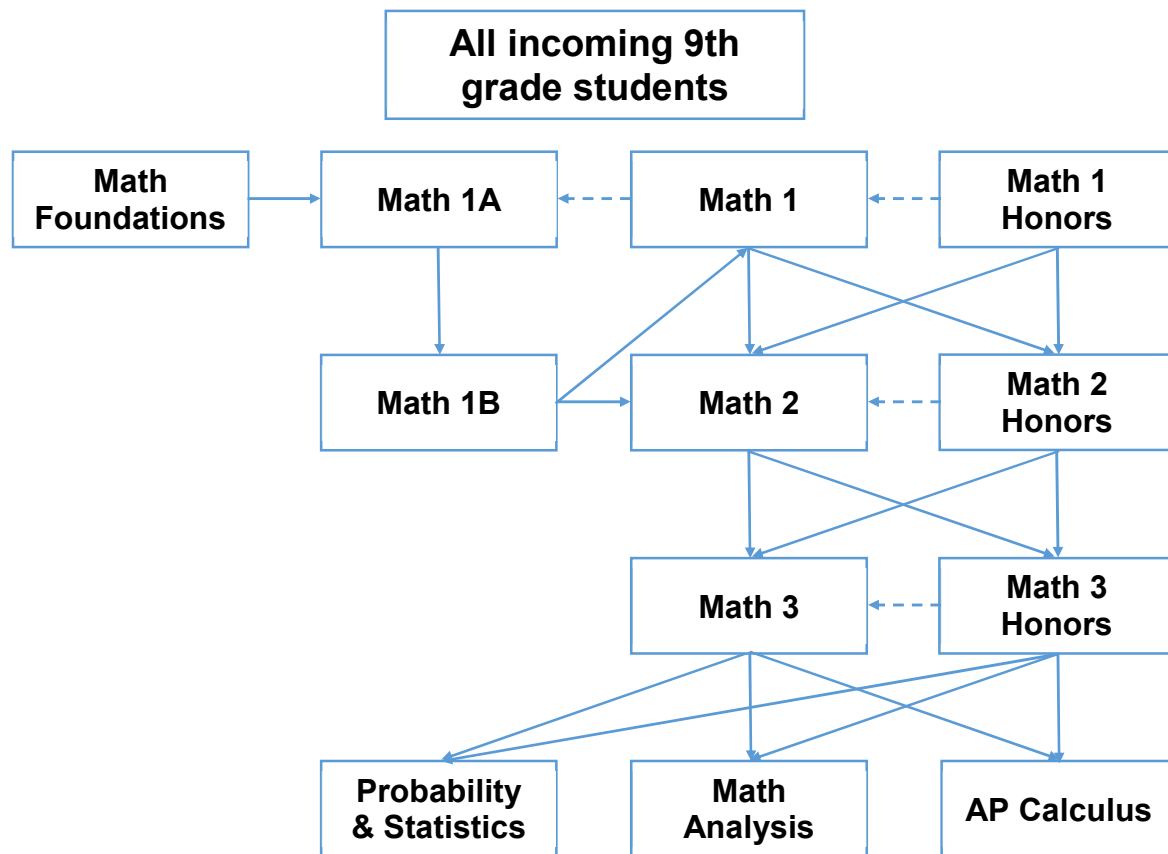 All incoming 9th
grade students
Math
Foundations
Math 1A
Math 1
Math 1
Honors
Math 1B
Math 2
Math 2
Honors
Math 3
Math 3
Honors
Probability
& Statistics
Math
Analysis
AP Calculus